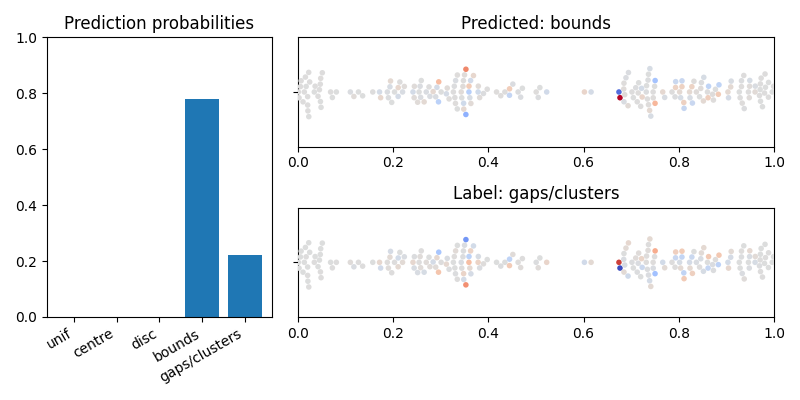 Prediction probabilities
1.0
0.8
0.6
0.4
0.2
0.0
unif
centre
disc
bounds
gaps/clusters
Predicted: bounds
0.0 0.2 0.4 0.6 0.8 1.0
Label: gaps/clusters
0.0 0.2 0.4 0.6 0.8 1.0